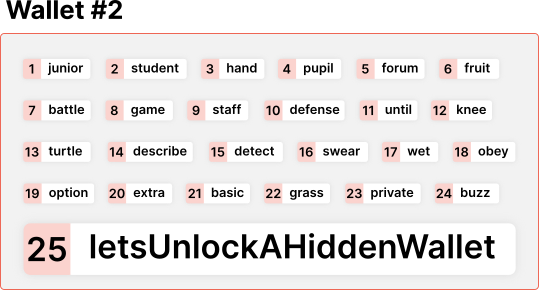 Wallet #2
1 junior 2 student 3 hand 4 pupil 5 forum 6 fruit
7 battle 8 game 9 staff 10 defense 11 until 12 knee
13 turtle 14 describe 15 detect 16 swear 17 wet 18 obey
19 option 20 extra 21 basic 22 grass 23 private 24 buzz
25 letsUnlockAHiddenWallet